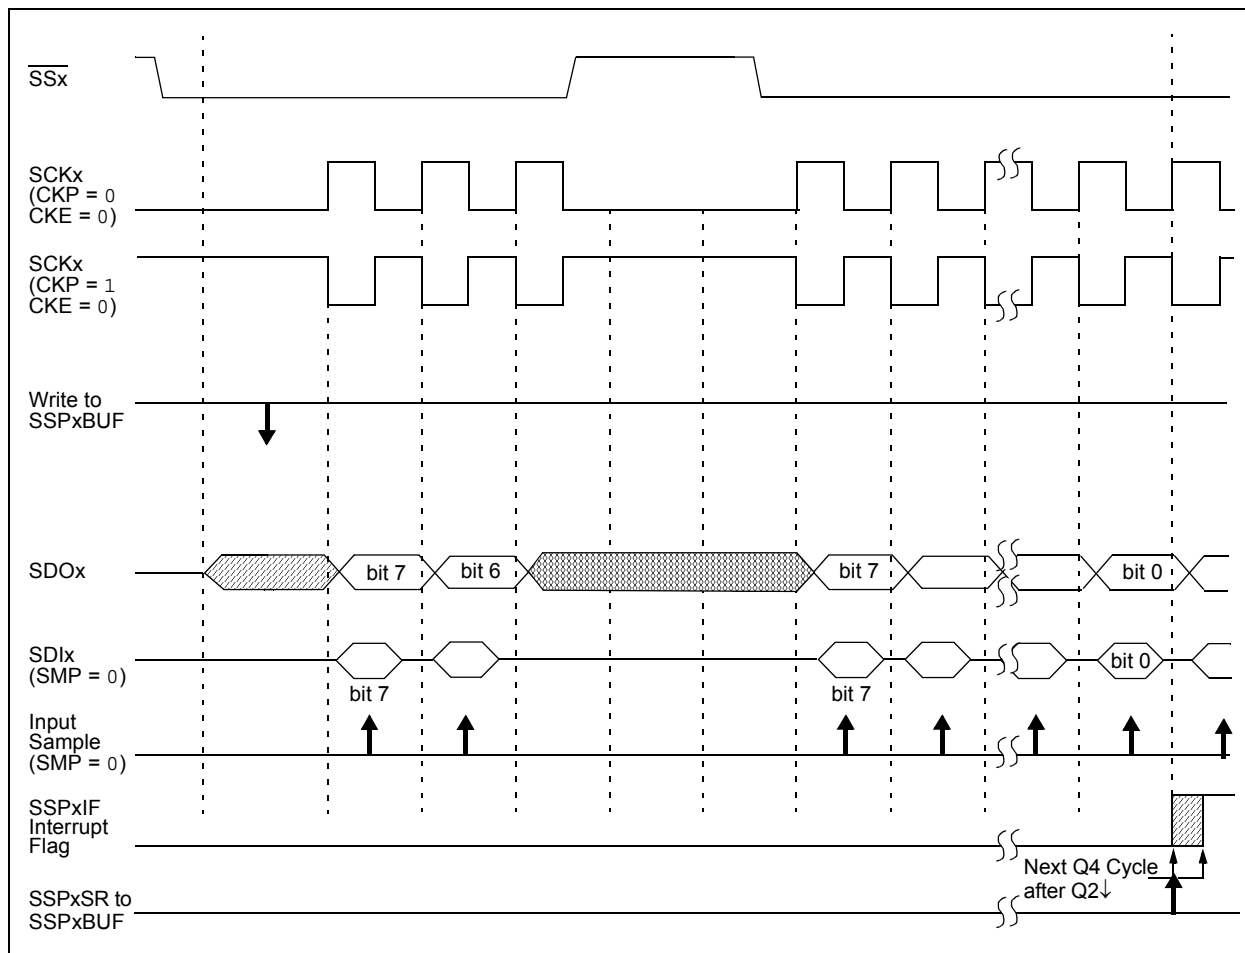 SSx
SCKx
(CKP = 0
CKE = 0)
SCKx
(CKP = 1
CKE = 0)
Write to
SSPxBUF
SDOx
bit 7
bit 6
bit 7
bit 0
SDIx
(SMP = 0)
bit 0
bit 7
bit 7
Input
Sample
(SMP = 0)
SSPxIF
Interrupt
Flag
Next Q4 Cycle
after Q2↓
SSPxSR to
SSPxBUF